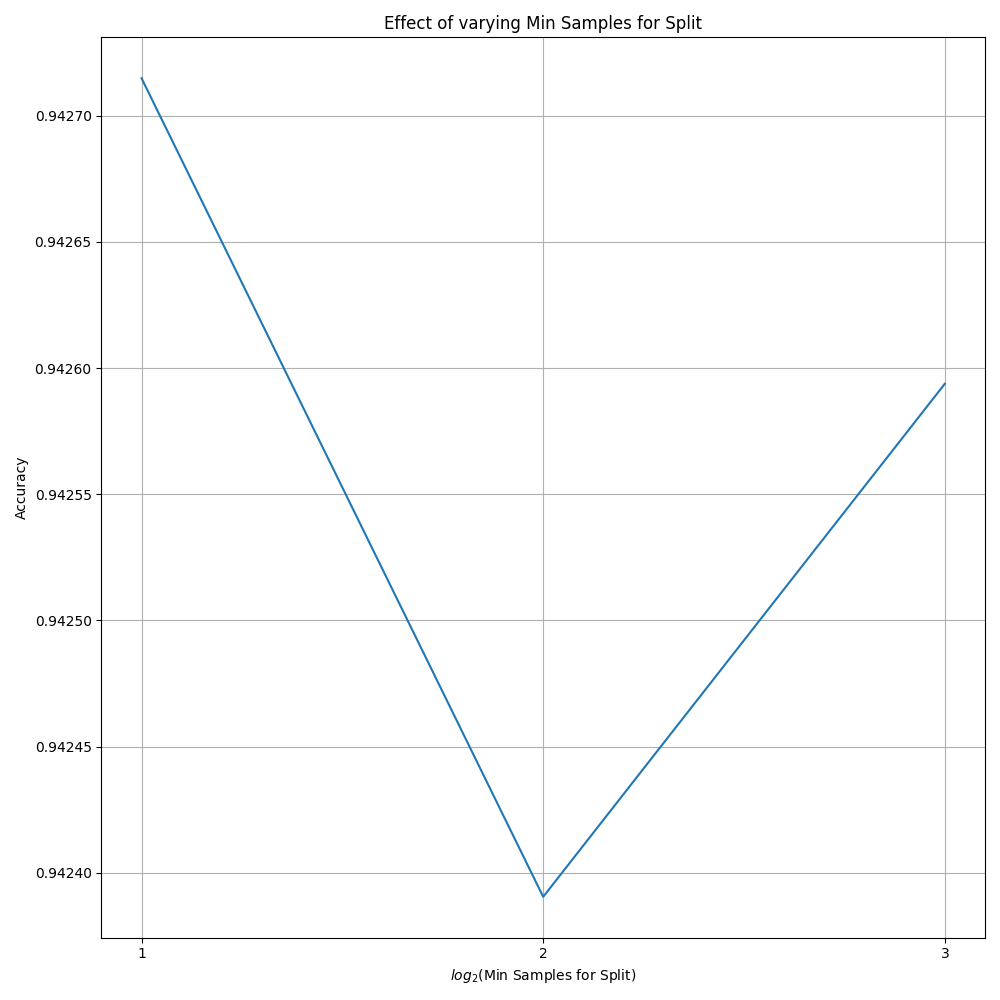 Effect of varying Min Samples for Split
0.94270
0.94265
0.94260
0.94255
0.94250
0.94245
0.94240
Accuracy
1 2 3
log₂(Min Samples for Split)